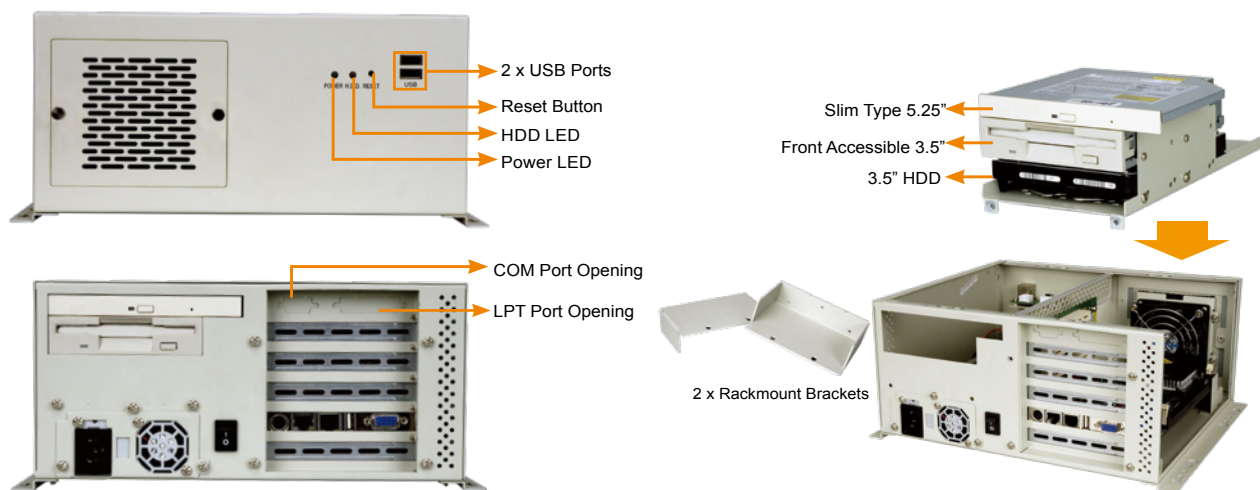 2 x USB Ports
Reset Button
HDD LED
Power LED
POWER H.D.D. RESET
USB
Slim Type 5.25”
Front Accessible 3.5”
3.5” HDD
COM Port Opening
LPT Port Opening
2 x Rackmount Brackets